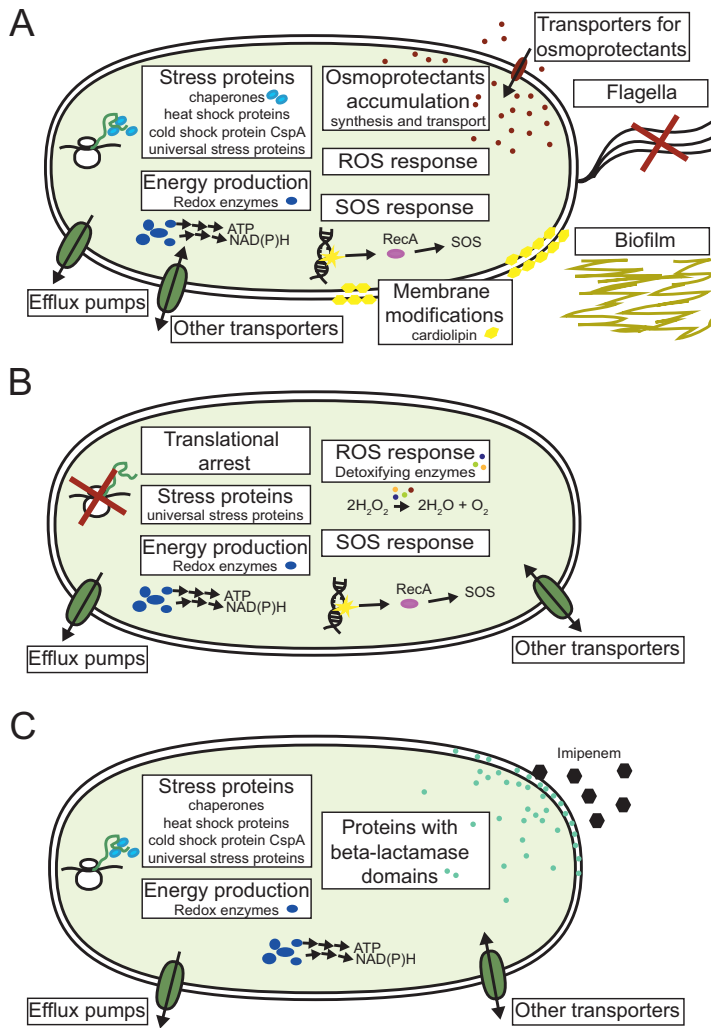 A
Transporters for
osmoprotectants
Stress proteins
chaperones
heat shock proteins
cold shock protein CspA
universal stress proteins
Osmoprotectants
accumulation
synthesis and transport
Flagella
ROS response
Energy production
Redox enzymes
SOS response
ATP
NAD(P)H
RecA
SOS
Biofilm
Efflux pumps
Other transporters
Membrane
modifications
cardiolipin
B
Translational
arrest
ROS response
Detoxifying enzymes
Stress proteins
universal stress proteins
2H₂O₂ 2H₂O + O₂
Energy production
Redox enzymes
SOS response
ATP
NAD(P)H
RecA
SOS
Efflux pumps
Other transporters
C
Imipenem
Stress proteins
chaperones
heat shock proteins
cold shock protein CspA
universal stress proteins
Proteins with
beta-lactamase
domains
Energy production
Redox enzymes
ATP
NAD(P)H
Efflux pumps
Other transporters